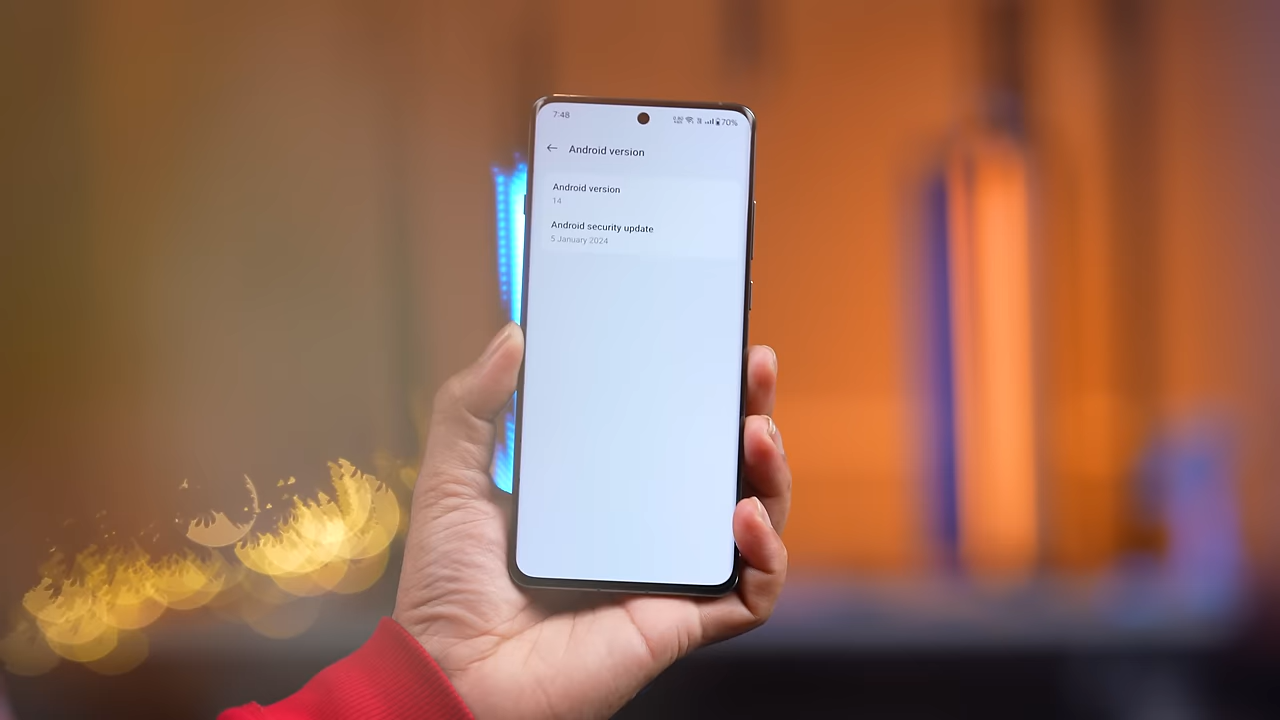 7:48
70%
Android version
Android version
14
Android security update
5 January 2024